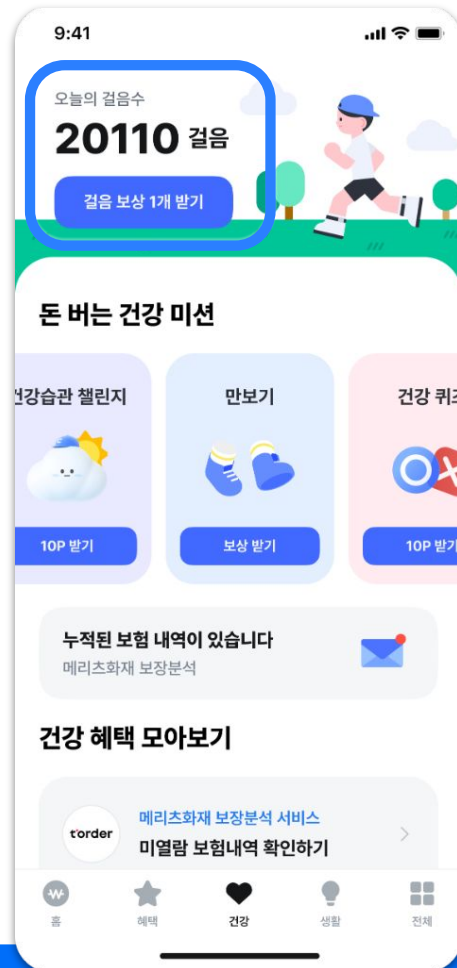 9:41
오늘의 걸음수
20110 걸음
걸음 보상 1개 받기
돈 버는 건강 미션
건강습관 챌린지
만보기
건강 퀴즈
10P 받기
보상 받기
10P 받기
누적된 보험 내역이 있습니다
메리츠화재 보장분석
건강 혜택 모아보기
t'order
메리츠화재 보장분석 서비스
미열람 보험내역 확인하기
홈
혜택
건강
생활
전체